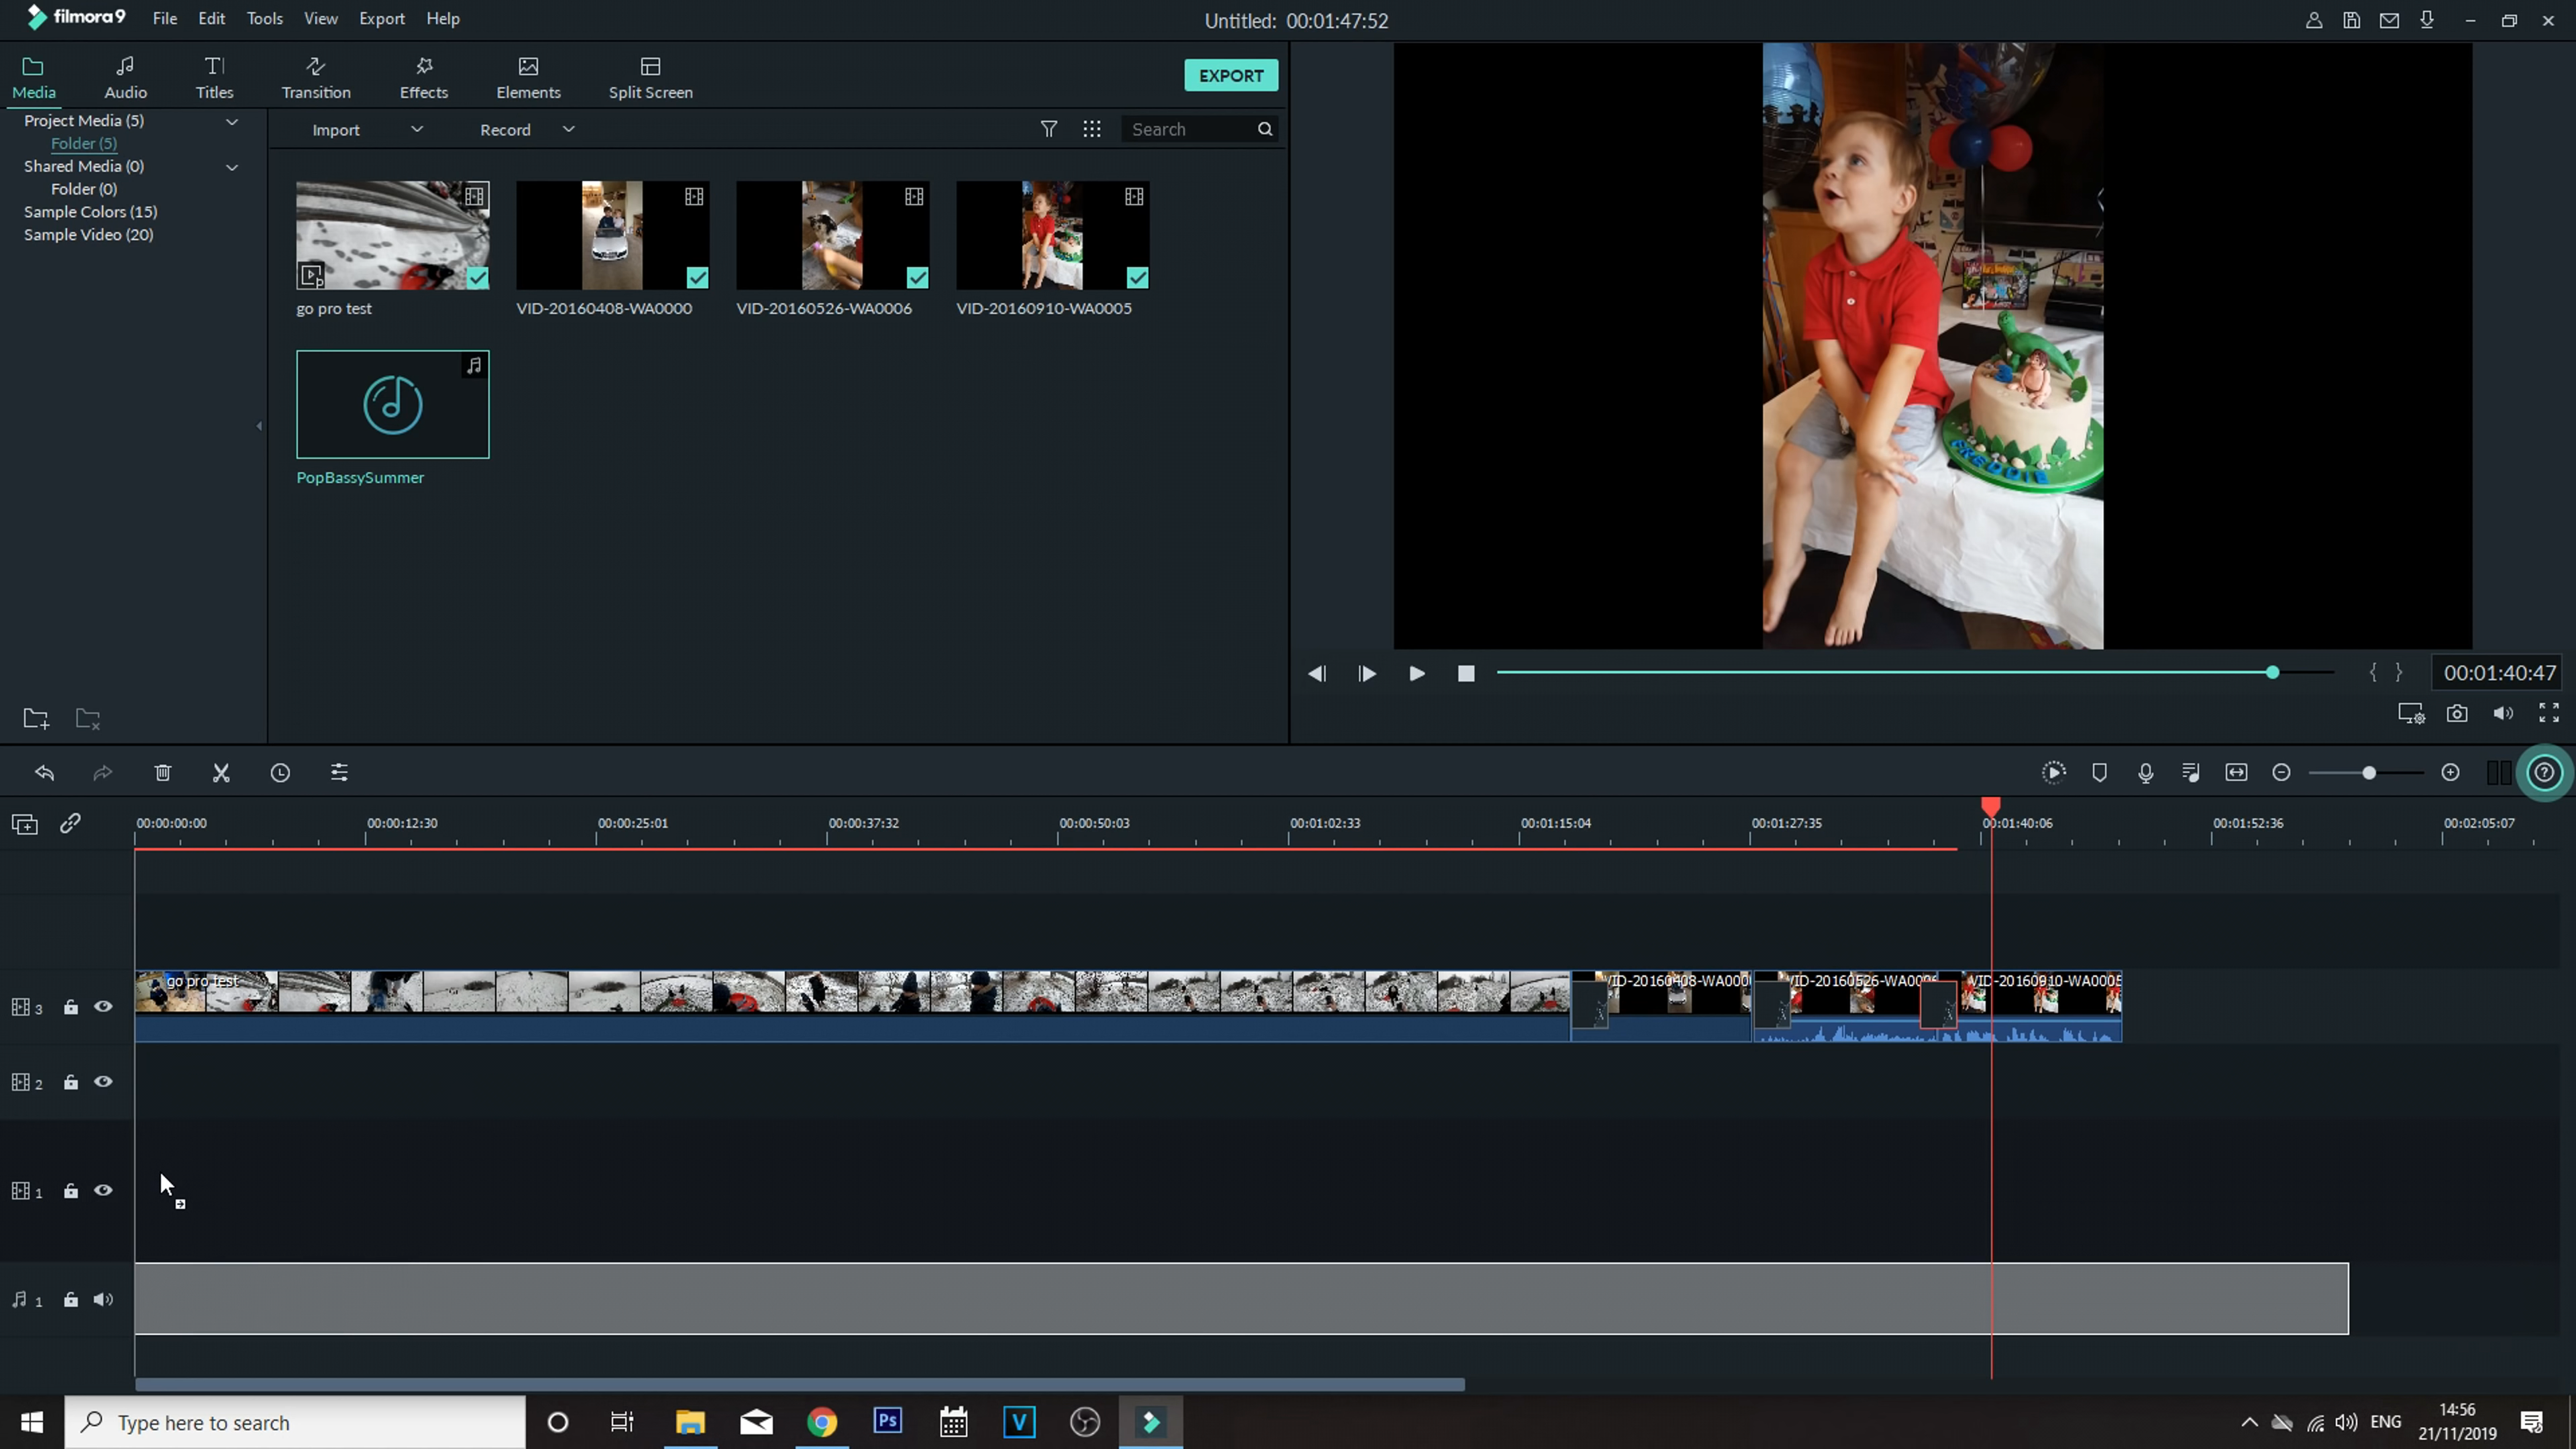 filmora9 File Edit Tools View Export Help Untitled: 00:01:47:52
Media Audio Titles Transition Effects Elements Split Screen EXPORT
Project Media (5)
Folder (5)
Shared Media (0)
Folder (0)
Sample Colors (15)
Sample Video (20)
Import Record Search
go pro test VID-20160408-WA0000 VID-20160526-WA0006 VID-20160910-WA0005
PopBassySummer
FREDDIE
{ } 00:01:40:47
00:00:00:00 00:00:12:30 00:00:25:01 00:00:37:32 00:00:50:03 00:01:02:33 00:01:15:04 00:01:27:35 00:01:40:06 00:01:52:36 00:02:05:07
go pro test VID-20160408-WA000 VID-20160526-WA000 VID-20160910-WA0005
3
2
1
1
Type here to search Ps V ENG 14:56
21/11/2019